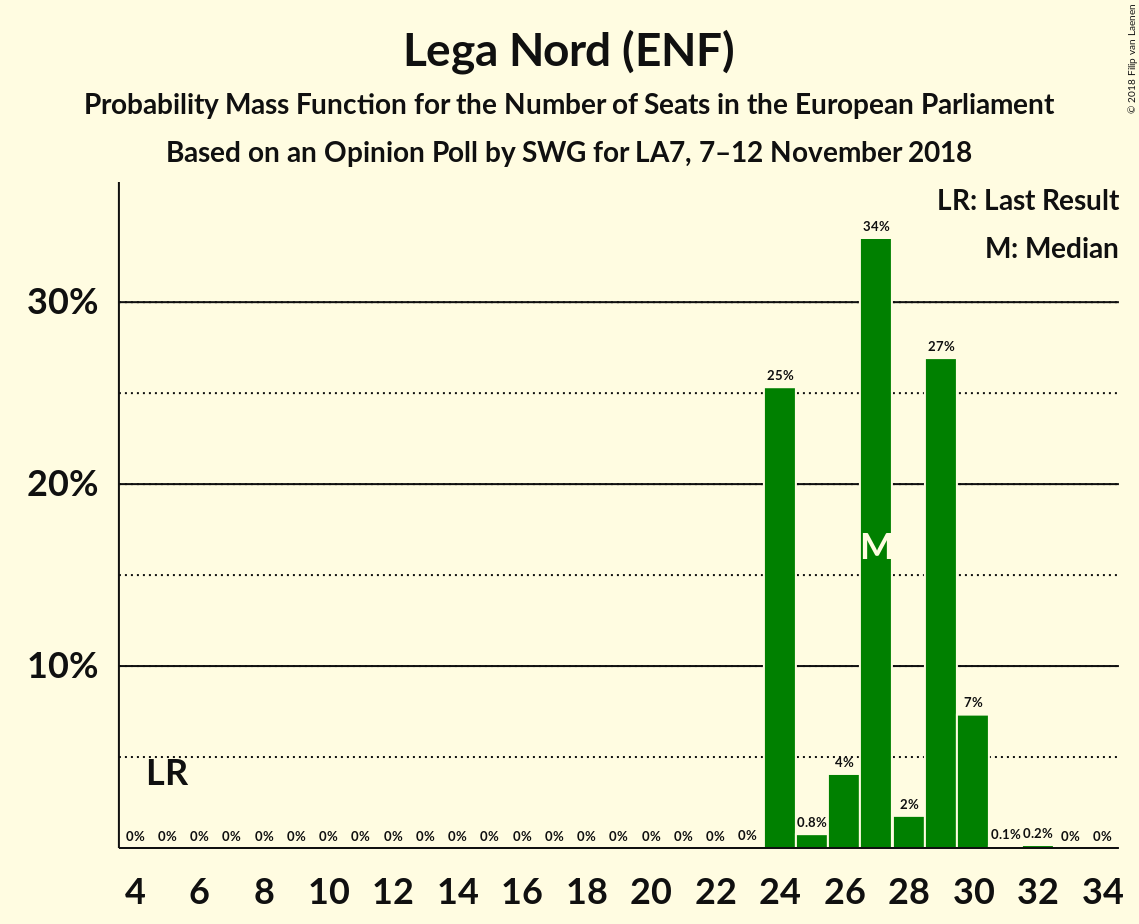 Lega Nord (ENF)
Probability Mass Function for the Number of Seats in the European Parliament
Based on an Opinion Poll by SWG for LA7, 7–12 November 2018
© 2018 Filip van Laenen
LR: Last Result
M: Median
34%
30%
27%
25%
20%
M
10%
7%
LR
4%
2%
0% 0% 0% 0% 0% 0% 0% 0% 0% 0% 0% 0% 0% 0% 0% 0% 0% 0% 0% 0% 0.8% 0.1% 0.2% 0% 0%
4 6 8 10 12 14 16 18 20 22 24 26 28 30 32 34